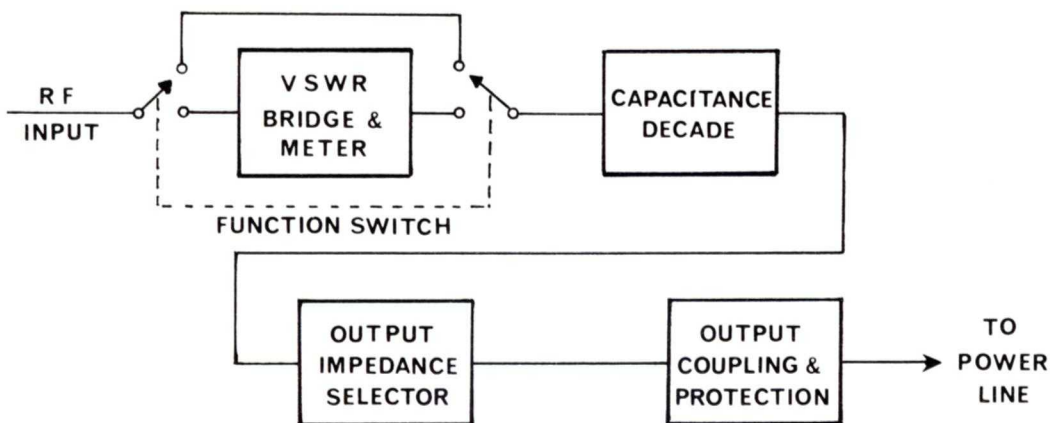 RF
INPUT
VSWR
BRIDGE &
METER
FUNCTION SWITCH
CAPACITANCE
DECADE
OUTPUT
IMPEDANCE
SELECTOR
OUTPUT
COUPLING &
PROTECTION
TO
POWER
LINE